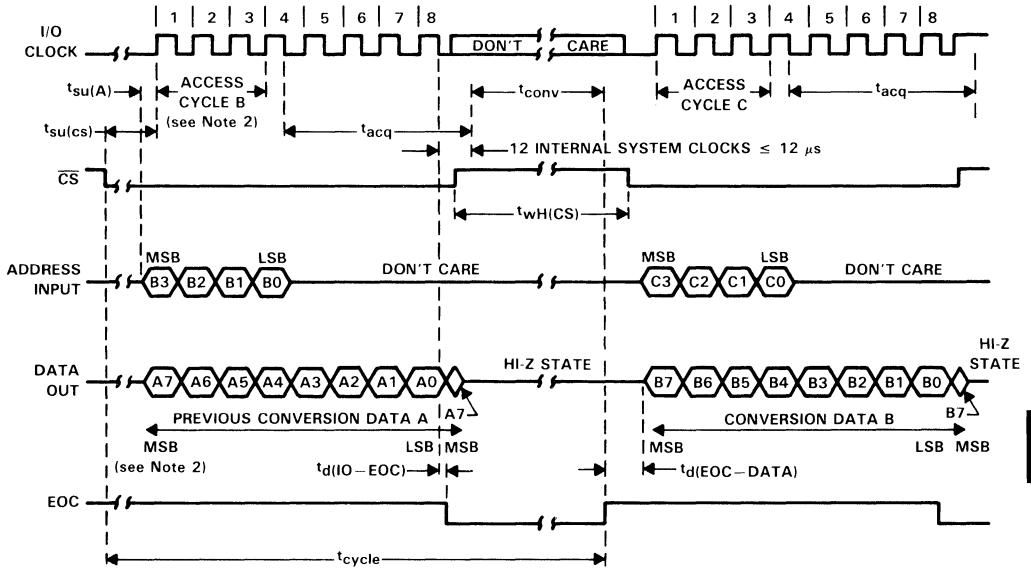 1 2 3 4 5 6 7 8 1 2 3 4 5 6 7 8
I/O
CLOCK
DON'T CARE
tsu(A)
ACCESS
CYCLE B
(see Note 2)
tconv
ACCESS
CYCLE C
tacq
tsu(cs)
tacq
12 INTERNAL SYSTEM CLOCKS ≤ 12 μs
CS
twH(CS)
MSB LSB MSB LSB
ADDRESS
INPUT
B3 B2 B1 B0 DON'T CARE C3 C2 C1 C0 DON'T CARE
HI-Z STATE
HI-Z
STATE
DATA
OUT
A7 A6 A5 A4 A3 A2 A1 A0 B7 B6 B5 B4 B3 B2 B1 B0
A7 B7
PREVIOUS CONVERSION DATA A CONVERSION DATA B
MSB LSB MSB MSB LSB MSB
(see Note 2)
td(IO–EOC) td(EOC–DATA)
EOC
tcycle